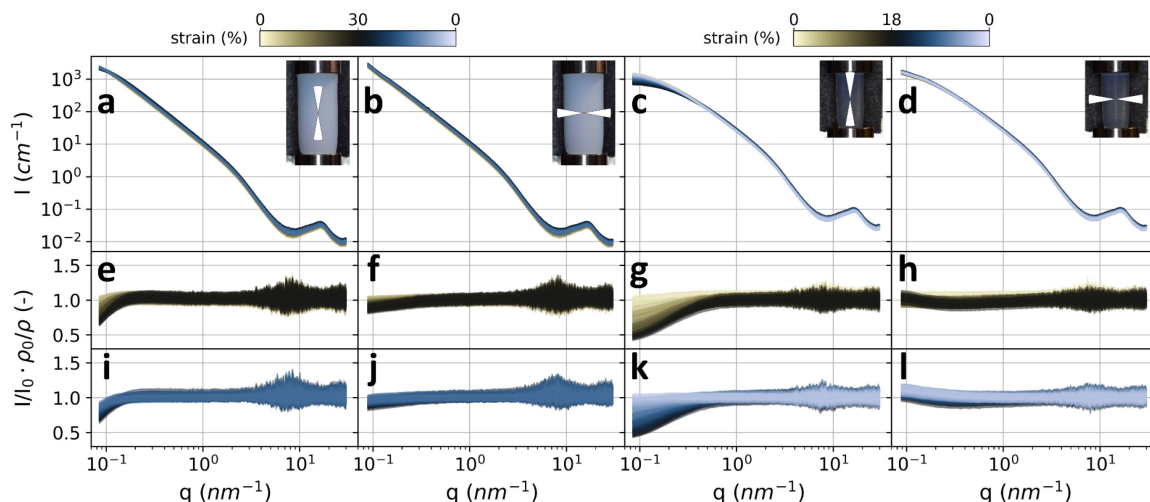 0 30 0 0 18 0
strain (%) strain (%)
a b c d
I (cm⁻¹)
10³
10²
10¹
10⁰
10⁻¹
10⁻²
e f g h
1.5
1.0
0.5
I/I₀ · ρ₀/ρ (-)
i j k l
1.5
1.0
0.5
10⁻¹ 10⁰ 10¹ 10⁻¹ 10⁰ 10¹ 10⁻¹ 10⁰ 10¹ 10⁻¹ 10⁰ 10¹
q (nm⁻¹) q (nm⁻¹) q (nm⁻¹) q (nm⁻¹)